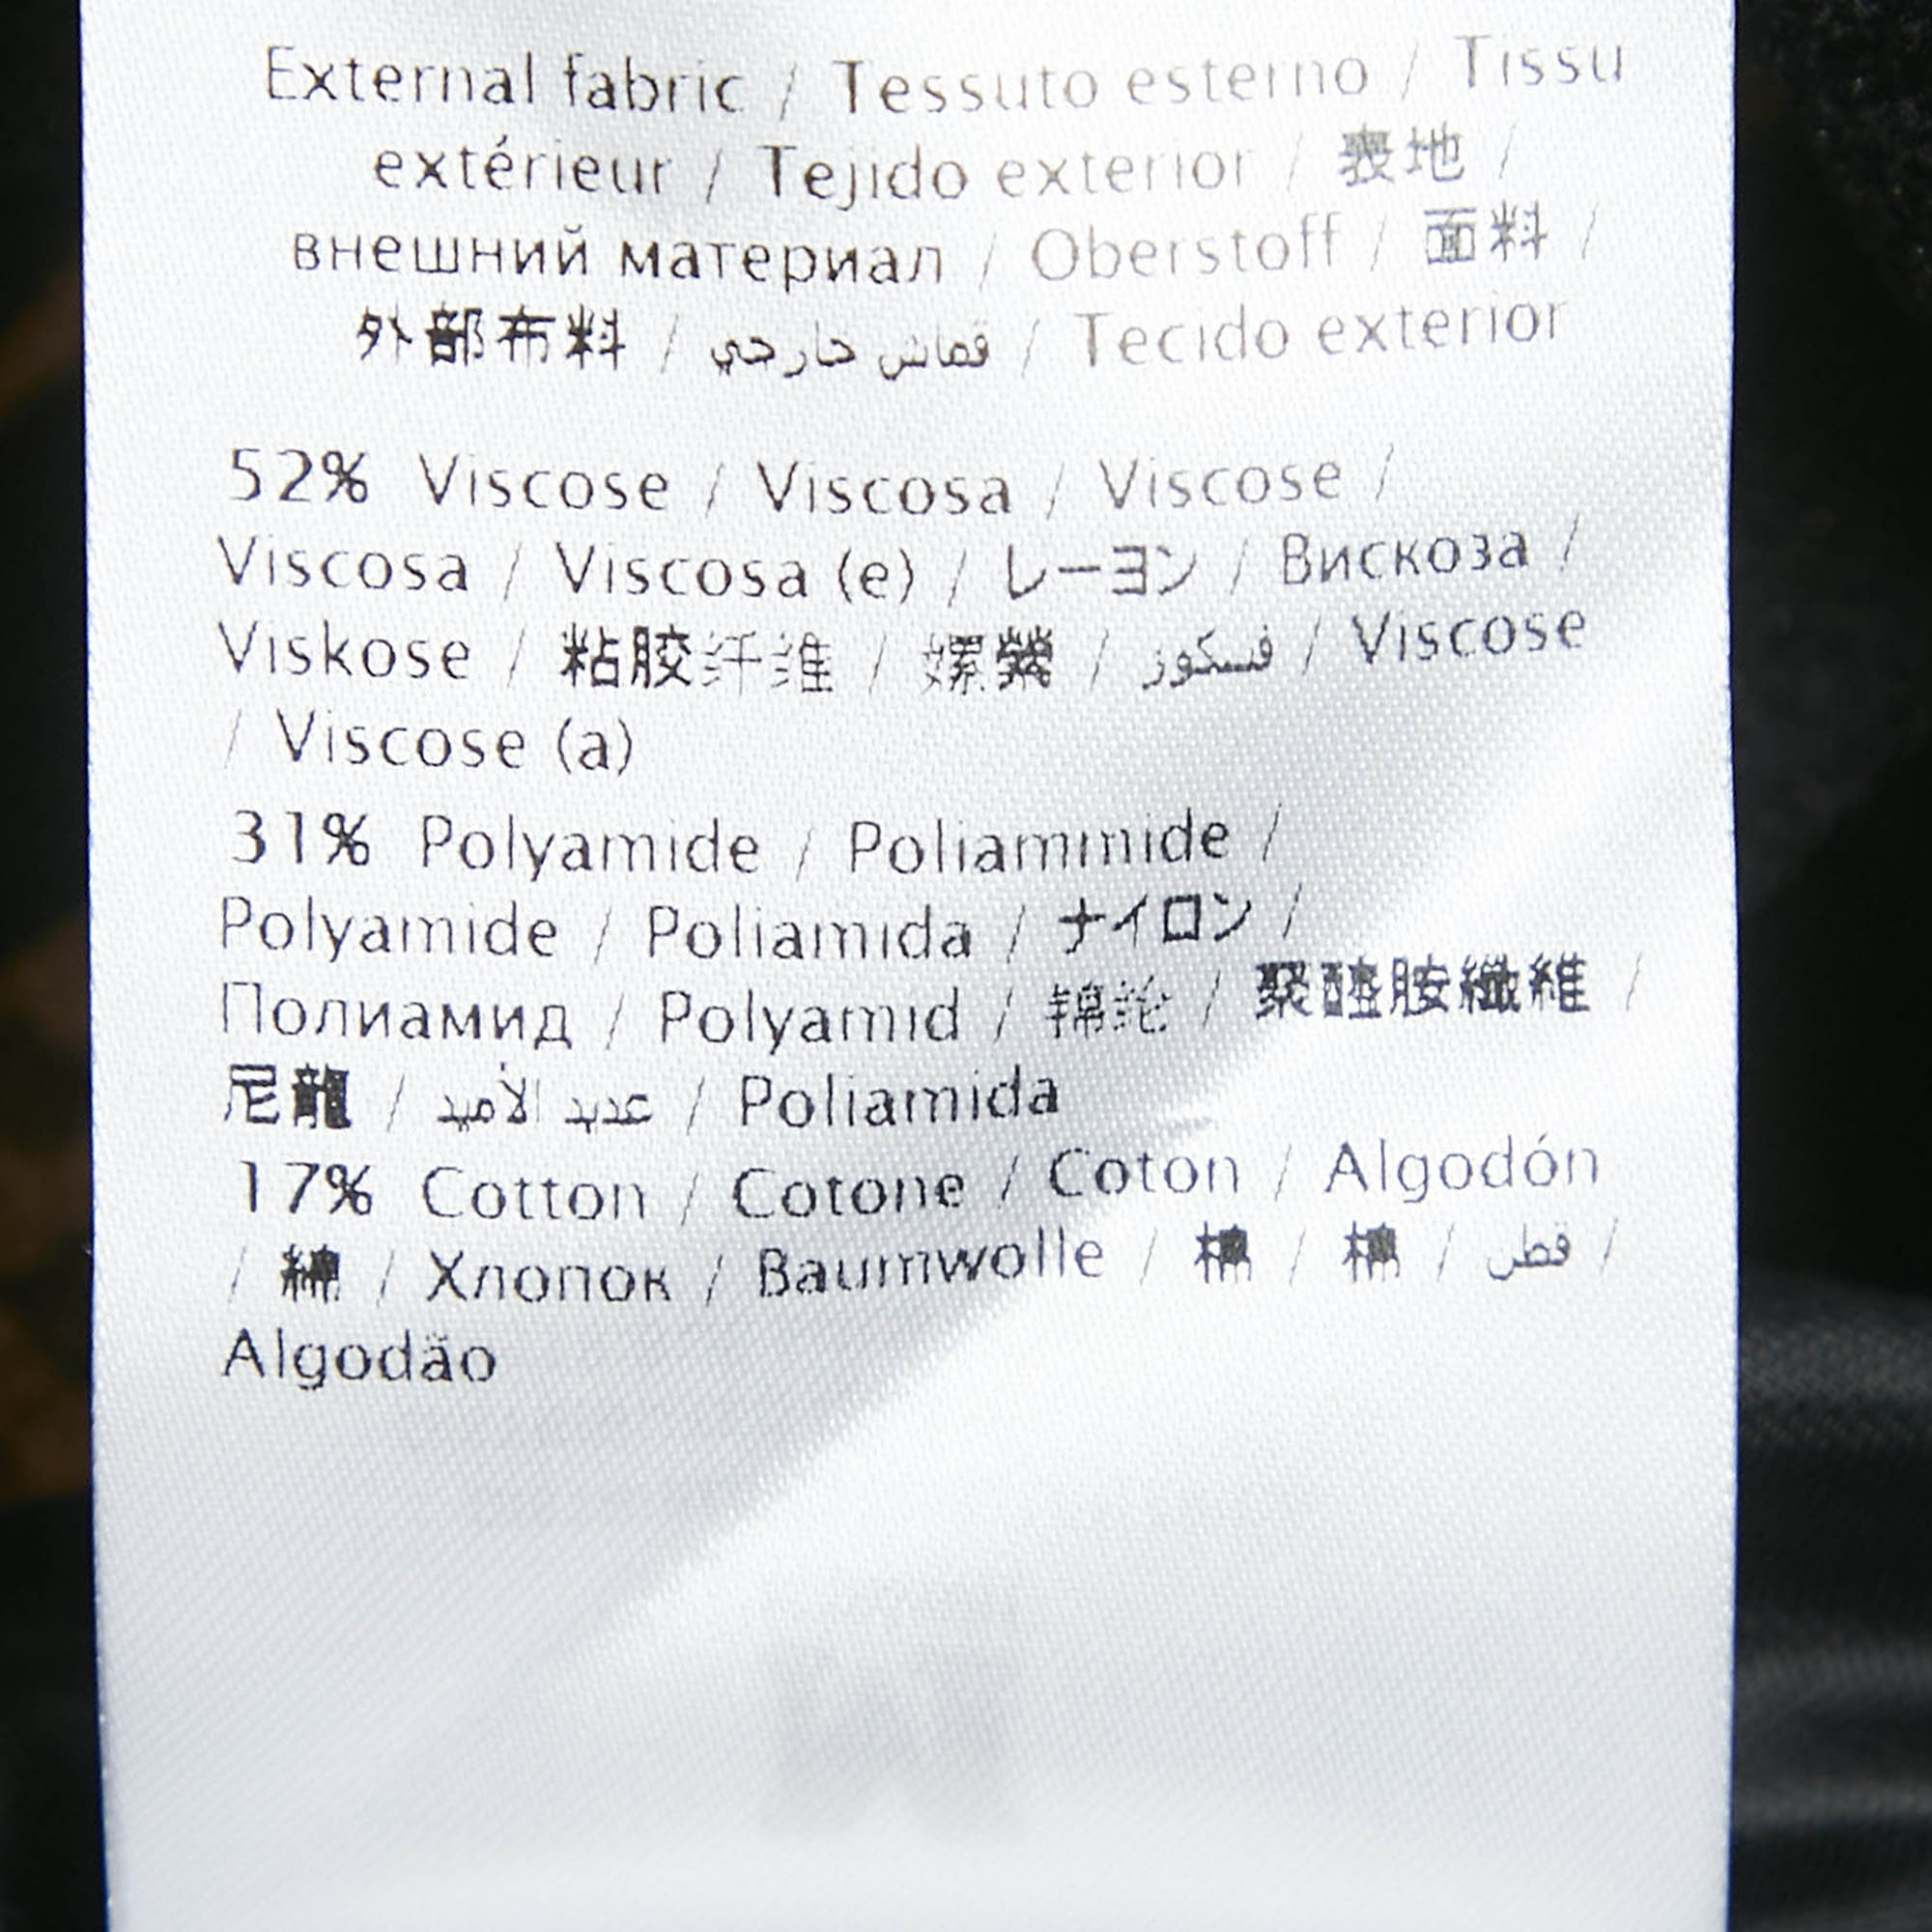 External fabric / Tessuto esterno / Tissu
extérieur / Tejido exterior / 表地 /
внешний материал / Oberstoff / 面料 /
外部布料 / قماش خارجي / Tecido exterior
52% Viscose / Viscosa / Viscose /
Viscosa / Viscosa (e) / レーヨン / Вискоза /
Viskose / 粘胶纤维 / 嫘縈 / فسكوز / Viscose
/ Viscose (a)
31% Polyamide / Poliammide /
Polyamide / Poliamida / ナイロン /
Полиамид / Polyamid / 锦纶 / 聚醯胺纖維 /
尼龍 / عديد الأميد / Poliamida
17% Cotton / Cotone / Coton / Algodón
/ 綿 / Хлопок / Baumwolle / 棉 / 棉 / قطن /
Algodão